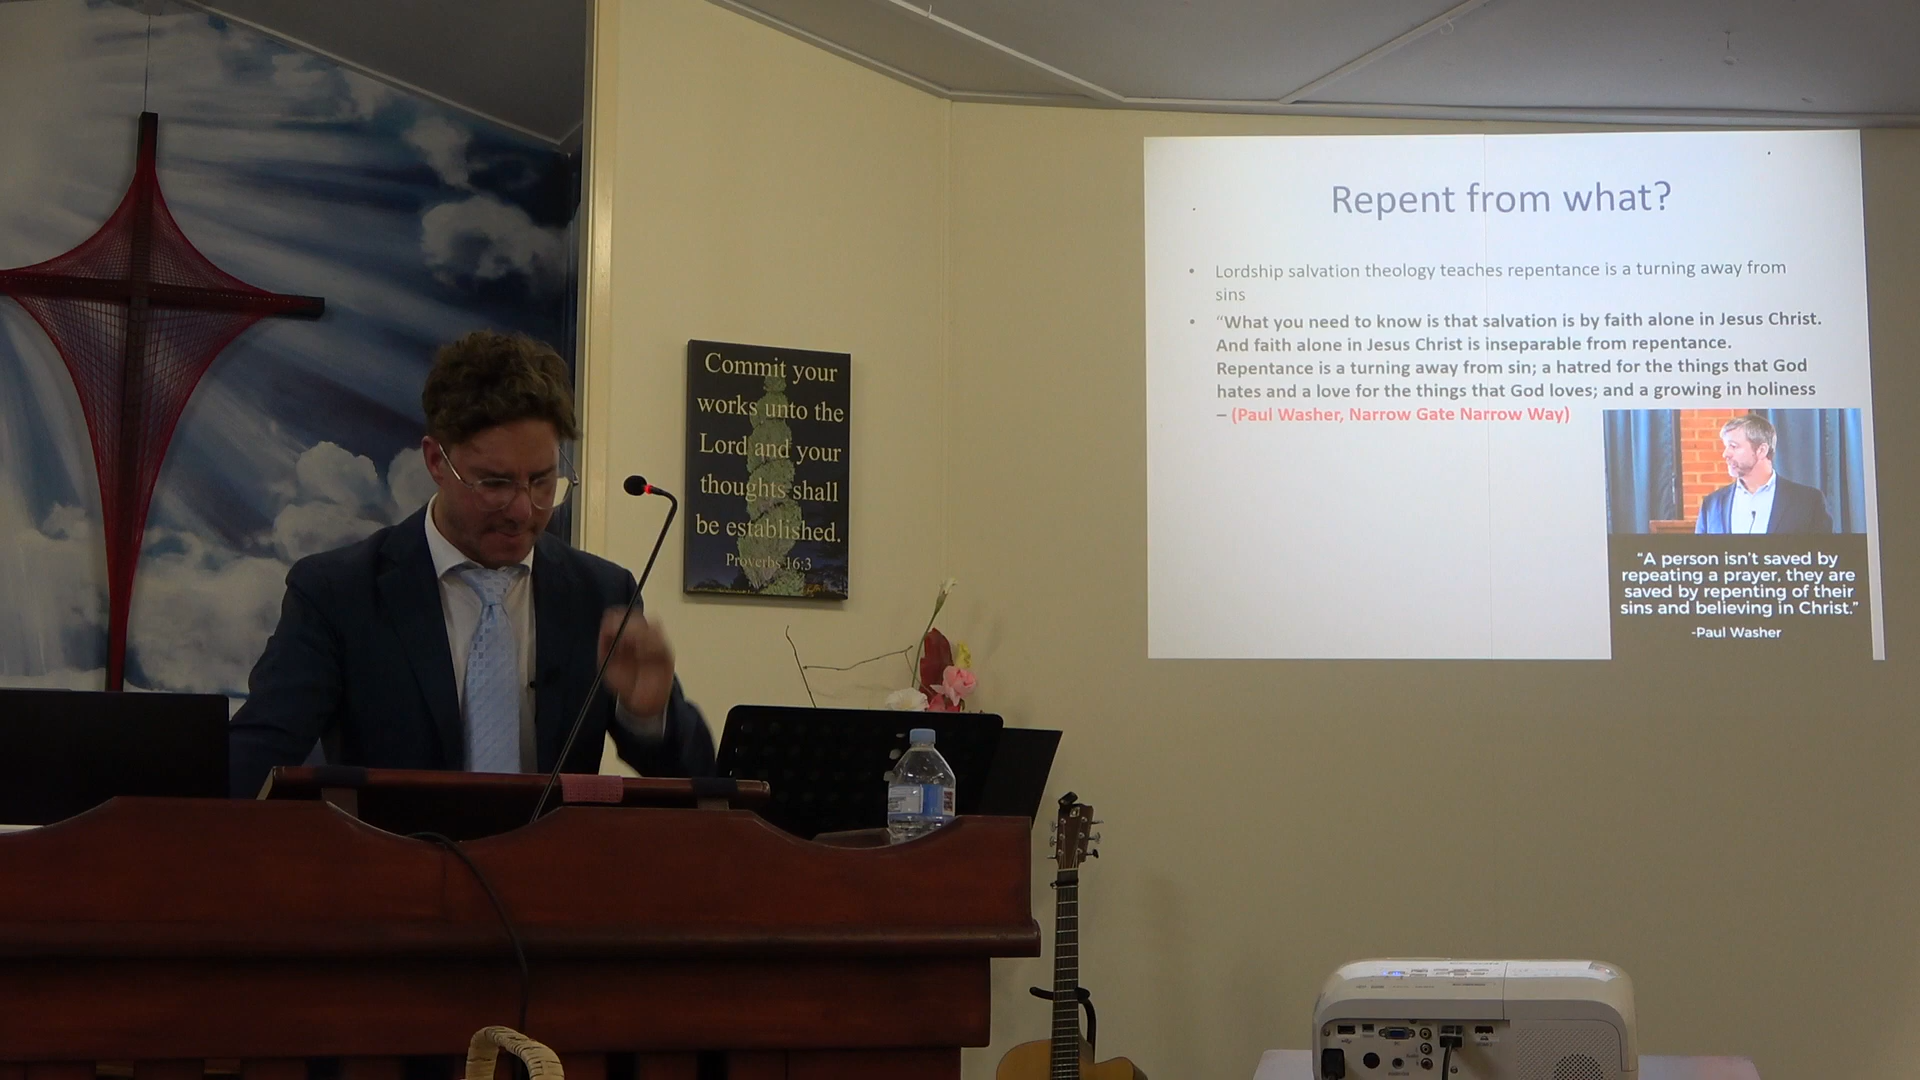 Commit your
works unto the
Lord and your
thoughts shall
be established.
Proverbs 16:3
Repent from what?
• Lordship salvation theology teaches repentance is a turning away from
sins
• “What you need to know is that salvation is by faith alone in Jesus Christ.
And faith alone in Jesus Christ is inseparable from repentance.
Repentance is a turning away from sin; a hatred for the things that God
hates and a love for the things that God loves; and a growing in holiness
– (Paul Washer, Narrow Gate Narrow Way)
“A person isn't saved by
repeating a prayer, they are
saved by repenting of their
sins and believing in Christ.”
-Paul Washer